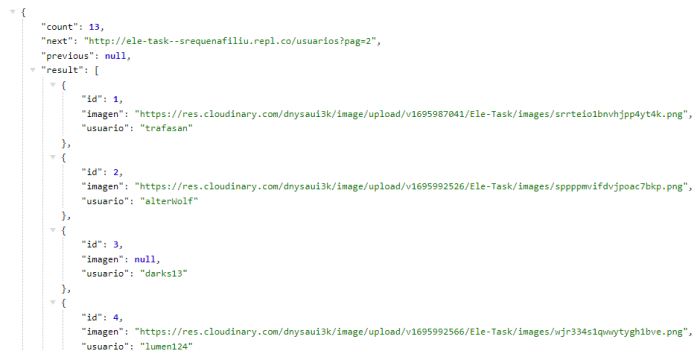 {
"count": 13,
"next": "http://ele-task--srequenafiliu.repl.co/usuarios?pag=2",
"previous": null,
"result": [
{
"id": 1,
"imagen": "https://res.cloudinary.com/dnysaui3k/image/upload/v1695987041/Ele-Task/images/srrteio1bnvhjpp4yt4k.png",
"usuario": "trafasan"
},
{
"id": 2,
"imagen": "https://res.cloudinary.com/dnysaui3k/image/upload/v1695992526/Ele-Task/images/sppppmvifdvjpoac7bkp.png",
"usuario": "alterWolf"
},
{
"id": 3,
"imagen": null,
"usuario": "darks13"
},
{
"id": 4,
"imagen": "https://res.cloudinary.com/dnysaui3k/image/upload/v1695992566/Ele-Task/images/wjr334s1qwwytygh1bve.png",
"usuario": "lumen124"